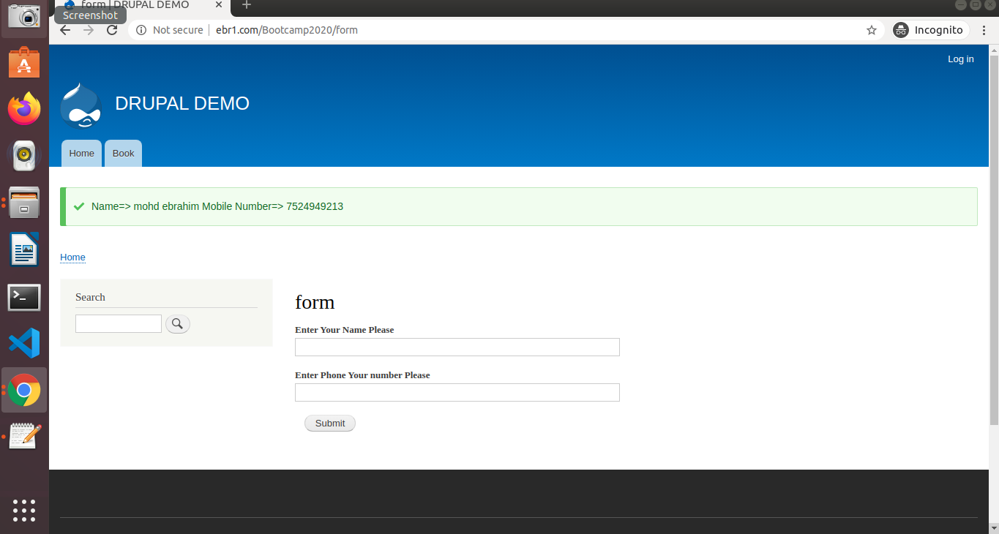 form | DRUPAL DEMO
Screenshot
Not secure
ebr1.com/Bootcamp2020/form
Incognito
Log in
DRUPAL DEMO
Home
Book
Name=> mohd ebrahim Mobile Number=> 7524949213
Home
Search
form
Enter Your Name Please
Enter Phone Your number Please
Submit